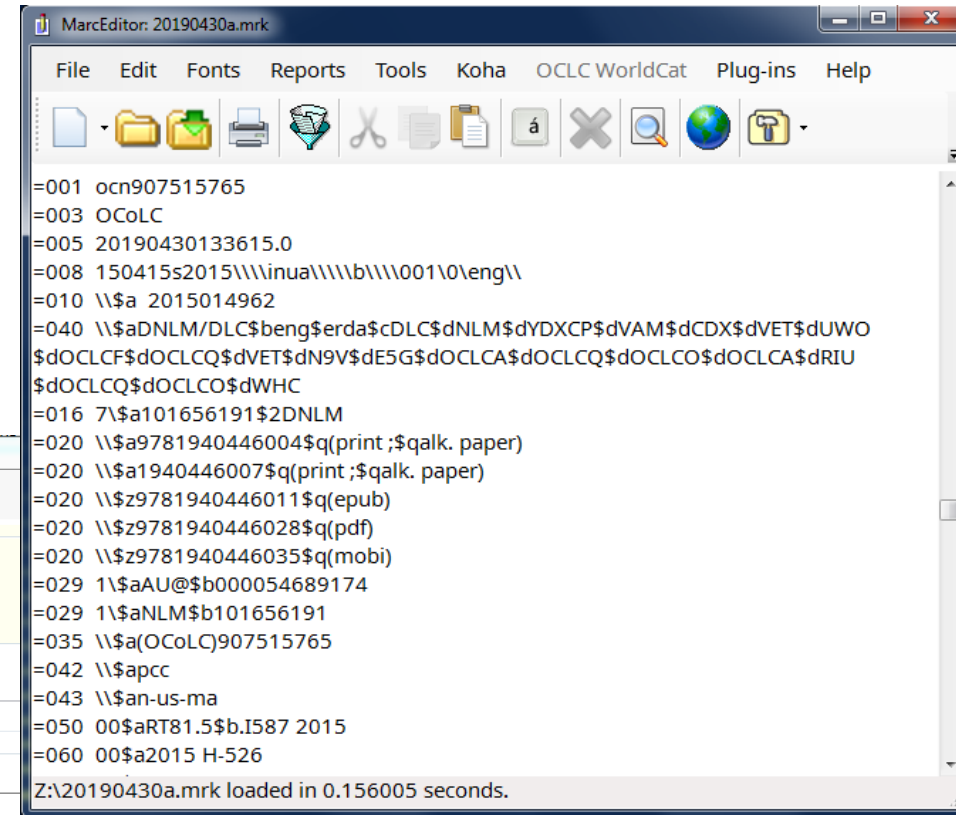 MarcEditor: 20190430a.mrk
File Edit Fonts Reports Tools Koha OCLC WorldCat Plug-ins Help
á
=001  ocn907515765
=003  OCoLC
=005  20190430133615.0
=008  150415s2015\\\\inua\\\\\b\\\\001\0\eng\\
=010  \\$a  2015014962
=040  \\$aDNLM/DLC$beng$erda$cDLC$dNLM$dYDXCP$dVAM$dCDX$dVET$dUWO
$dOCLCF$dOCLCQ$dVET$dN9V$dE5G$dOCLCA$dOCLCQ$dOCLCO$dOCLCA$dRIU
$dOCLCQ$dOCLCO$dWHC
=016  7\$a101656191$2DNLM
=020  \\$a9781940446004$q(print ;$qalk. paper)
=020  \\$a1940446007$q(print ;$qalk. paper)
=020  \\$z9781940446011$q(epub)
=020  \\$z9781940446028$q(pdf)
=020  \\$z9781940446035$q(mobi)
=029  1\$aAU@$b000054689174
=029  1\$aNLM$b101656191
=035  \\$a(OCoLC)907515765
=042  \\$apcc
=043  \\$an-us-ma
=050  00$aRT81.5$b.I587 2015
=060  00$a2015 H-526
Z:\20190430a.mrk loaded in 0.156005 seconds.